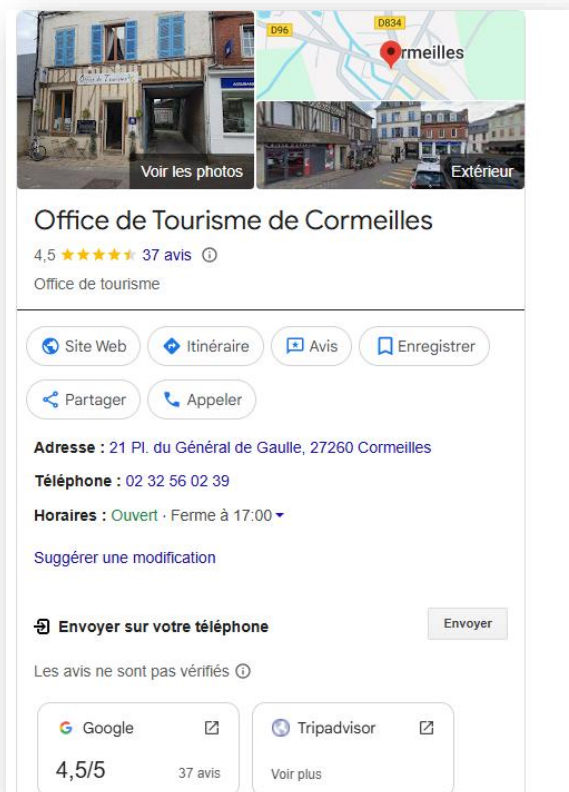 D96
D834
rmeilles
Office de Tourisme
Voir les photos
Extérieur
Office de Tourisme de Cormeilles
4,5 37 avis
Office de tourisme
Site Web Itinéraire Avis Enregistrer
Partager Appeler
Adresse : 21 Pl. du Général de Gaulle, 27260 Cormeilles
Téléphone : 02 32 56 02 39
Horaires : Ouvert · Ferme à 17:00
Suggérer une modification
Envoyer sur votre téléphone Envoyer
Les avis ne sont pas vérifiés
Google Tripadvisor
4,5/5 37 avis Voir plus